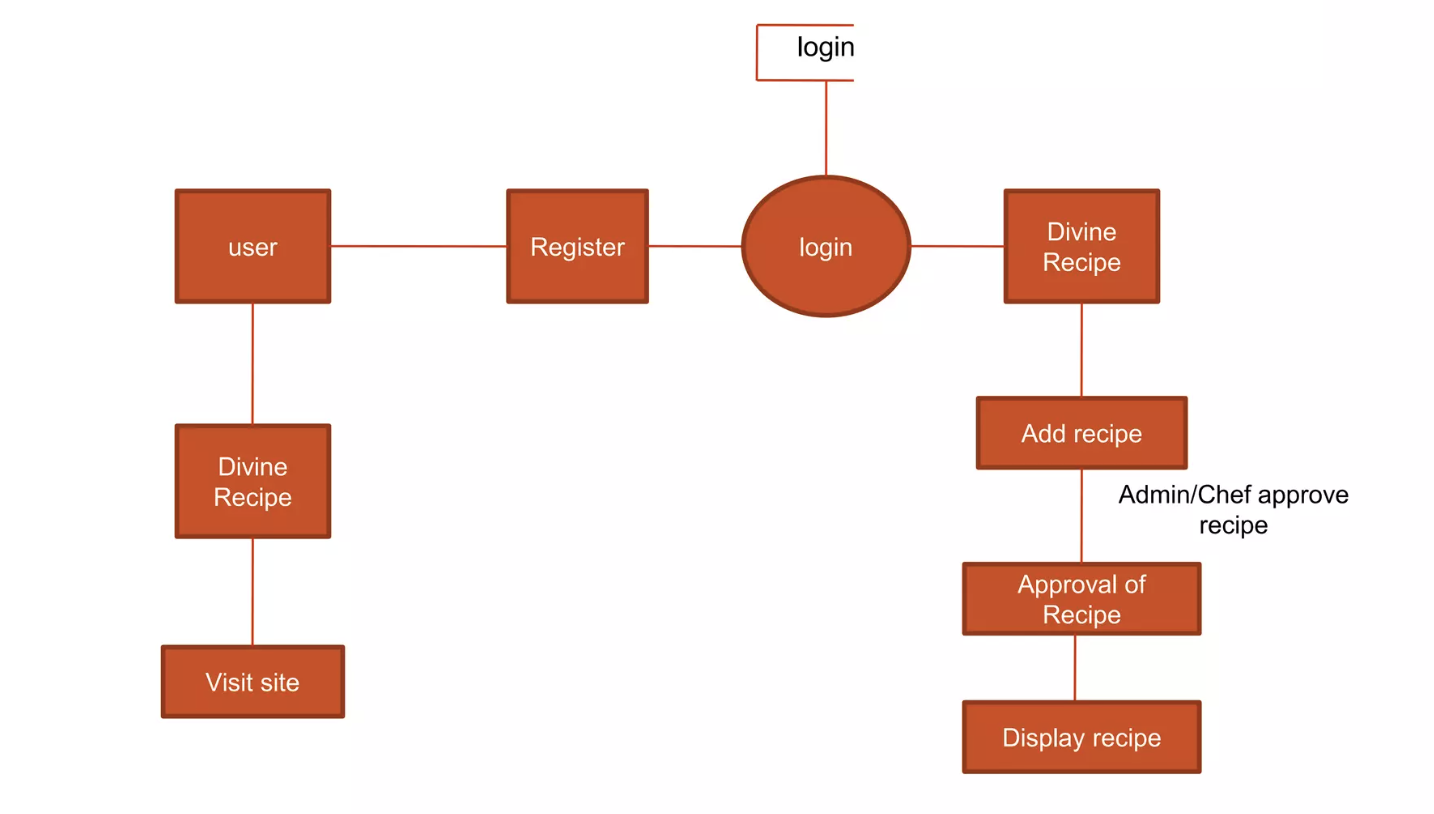 login
user
Register
login
Divine
Recipe
Add recipe
Admin/Chef approve
recipe
Divine
Recipe
Approval of
Recipe
Visit site
Display recipe